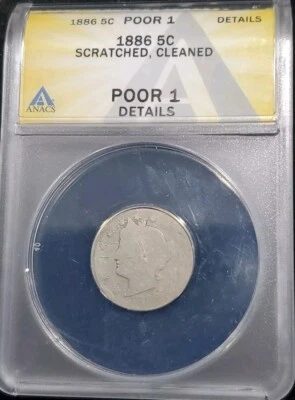 1886 5C POOR 1 DETAILS
1886 5C
SCRATCHED, CLEANED
ANACS
POOR 1
DETAILS